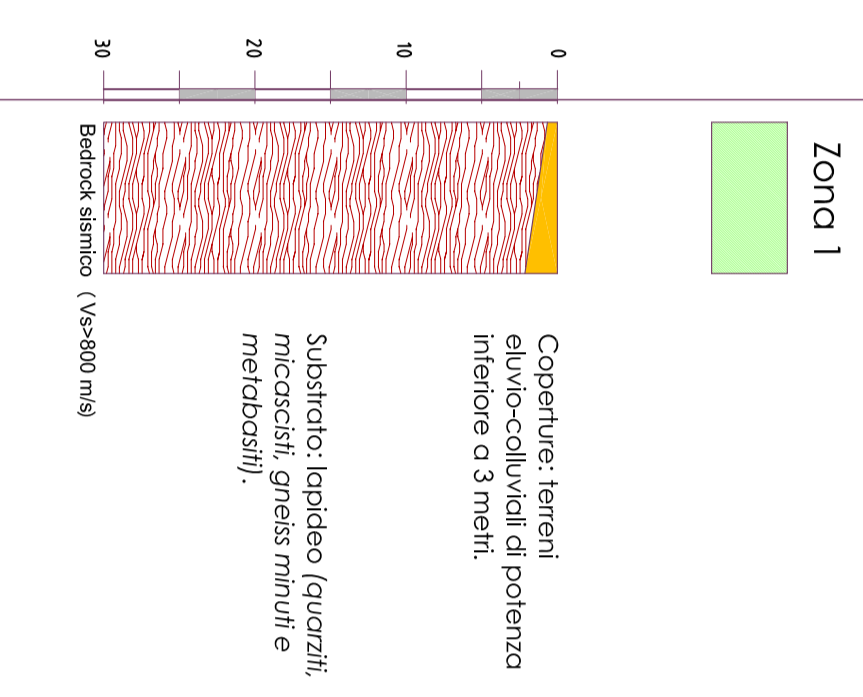 Zona 1
0
10
20
30
Coperture: terreni
eluvio-colluviali di potenza
inferiore a 3 metri.
Substrato: lapideo (quarziti,
micascisti, gneiss minuti e
metabasiti).
Bedrock sismico ( Vs>800 m/s)